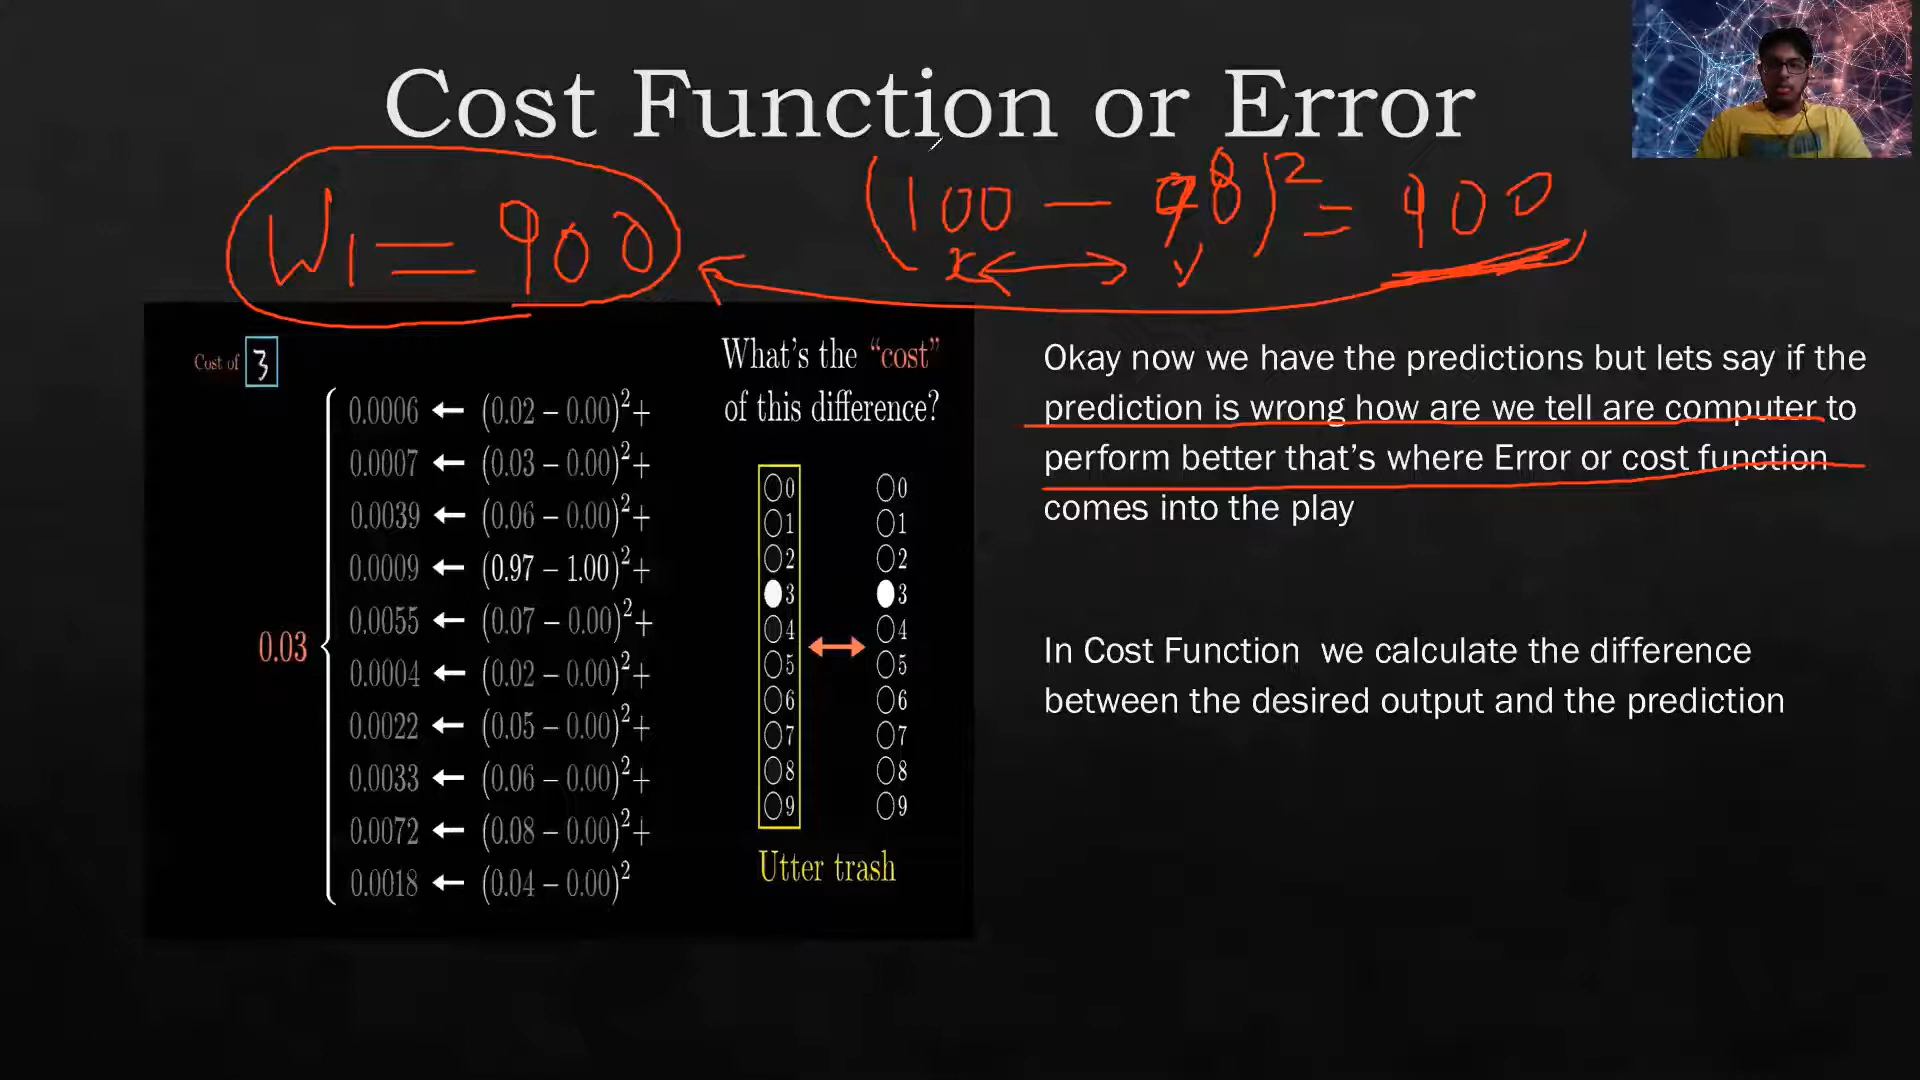 Cost Function or Error
W1 = 900
(100 - 98)² = 900
x y
Cost of 3
What's the “cost”
of this difference?
0.03
0.0006 ← (0.02 – 0.00)²+
0.0007 ← (0.03 – 0.00)²+
0.0039 ← (0.06 – 0.00)²+
0.0009 ← (0.97 – 1.00)²+
0.0055 ← (0.07 – 0.00)²+
0.0004 ← (0.02 – 0.00)²+
0.0022 ← (0.05 – 0.00)²+
0.0033 ← (0.06 – 0.00)²+
0.0072 ← (0.08 – 0.00)²+
0.0018 ← (0.04 – 0.00)²
0 0
1 1
2 2
3 3
4 4
5 5
6 6
7 7
8 8
9 9
Utter trash
Okay now we have the predictions but lets say if the
prediction is wrong how are we tell are computer to
perform better that's where Error or cost function
comes into the play
In Cost Function we calculate the difference
between the desired output and the prediction